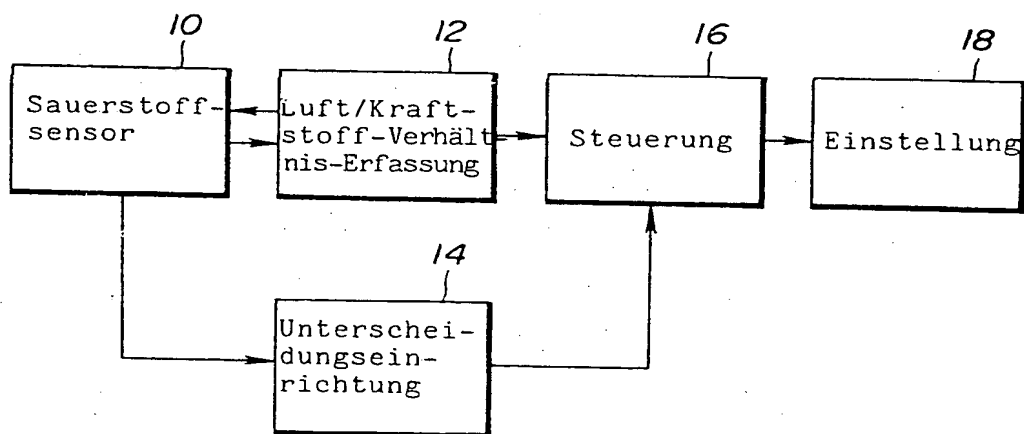 10
12
16
18
Sauerstoff-
sensor
Luft/Kraft-
stoff-Verhält
nis-Erfassung
Steuerung
Einstellung
14
Unterschei-
dungsein-
richtung